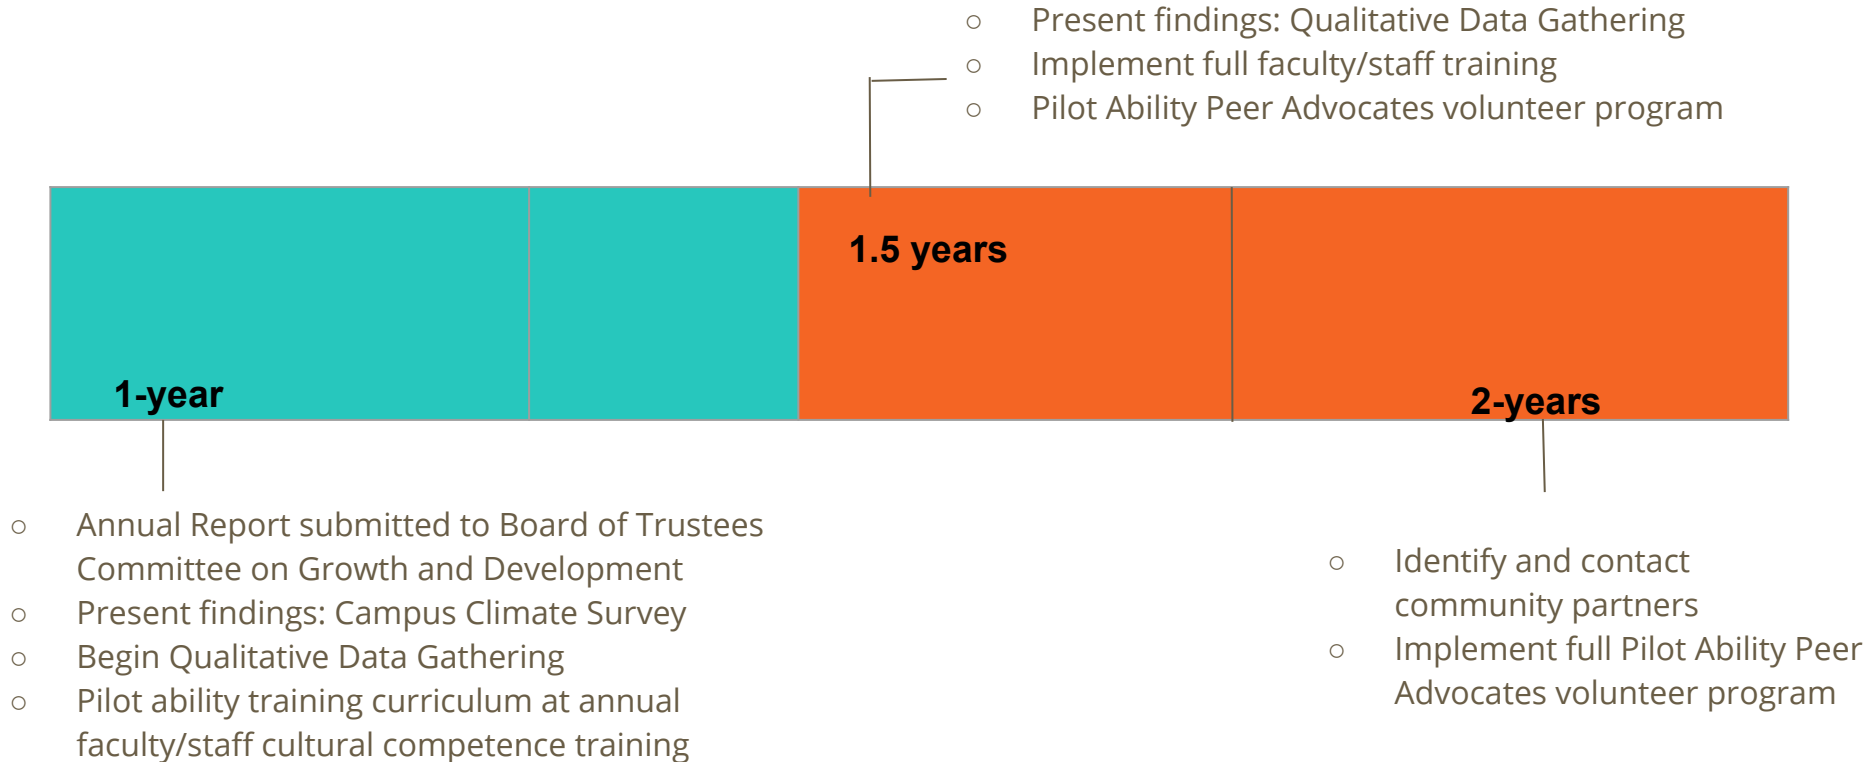 ○ Present findings: Qualitative Data Gathering
○ Implement full faculty/staff training
○ Pilot Ability Peer Advocates volunteer program
1.5 years
1-year
2-years
○ Annual Report submitted to Board of Trustees
Committee on Growth and Development
○ Present findings: Campus Climate Survey
○ Begin Qualitative Data Gathering
○ Pilot ability training curriculum at annual
faculty/staff cultural competence training
○ Identify and contact
community partners
○ Implement full Pilot Ability Peer
Advocates volunteer program